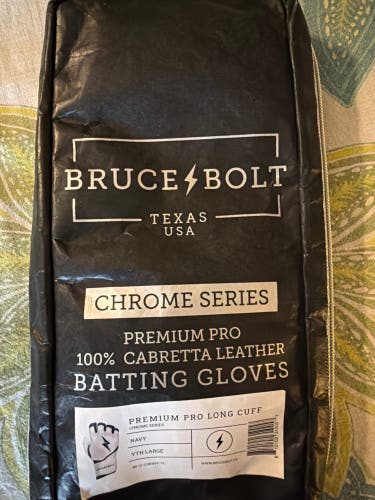 BRUCE BOLT
TEXAS
USA
CHROME SERIES
PREMIUM PRO
100% CABRETTA LEATHER
BATTING GLOVES
PREMIUM PRO LONG CUFF
CHROME SERIES
NAVY
YTH LARGE